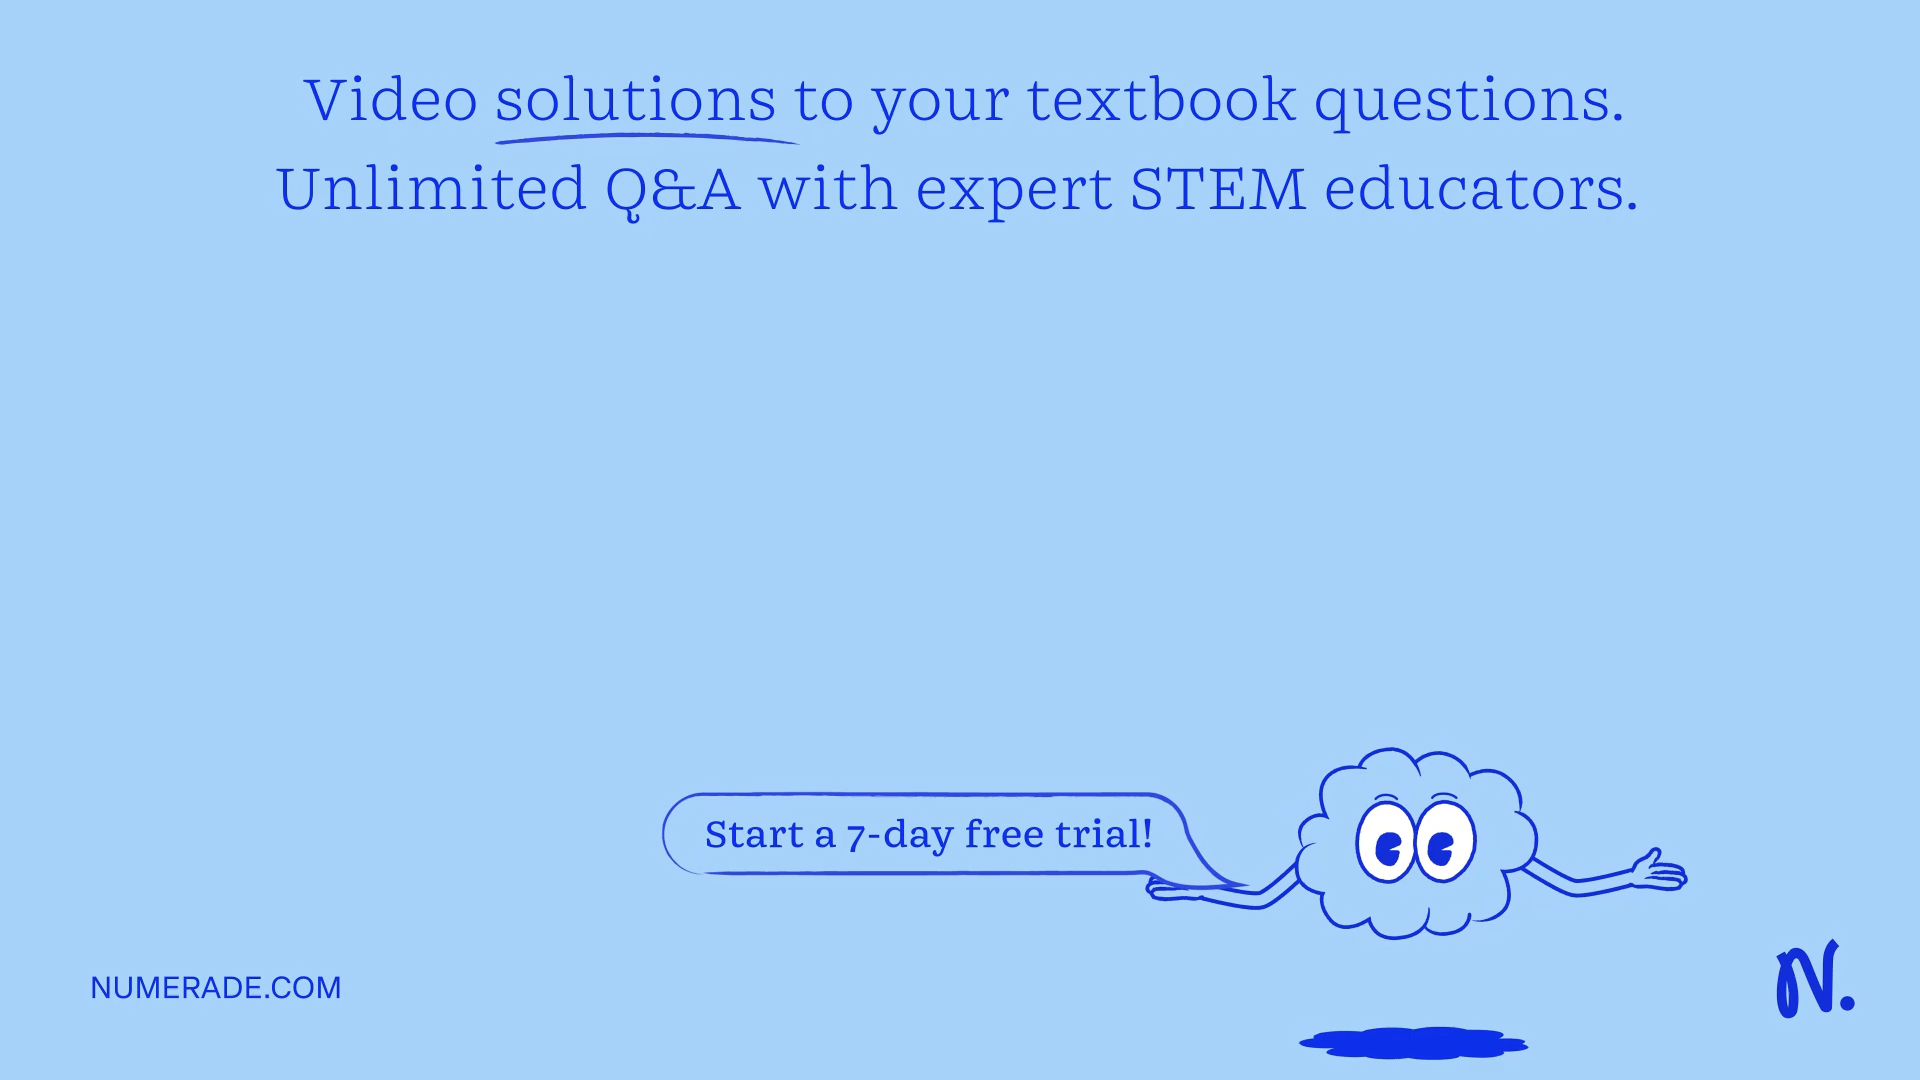 Video solutions to your textbook questions.
Unlimited Q&A with expert STEM educators.
Start a 7-day free trial!
NUMERADE.COM
N.